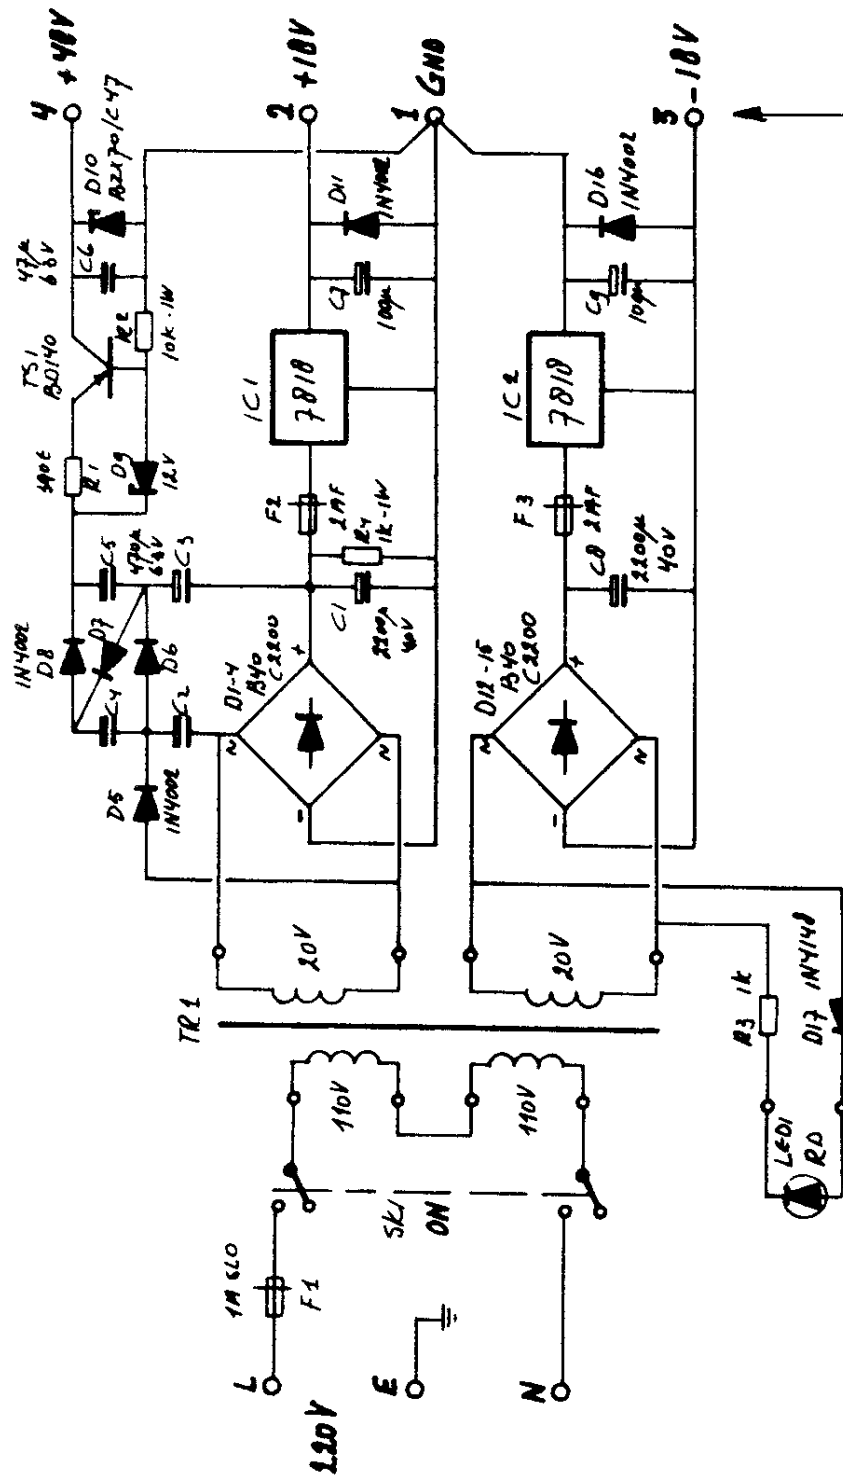 4 +48V
D10
BZX70/C47
47µ
63V
C6
TS1
BD140
R2
10k-1W
R1
D9
12V
C5
470µ
63V
C3
1N4002
D8
D7
D6
C4
C2
D5
1N4002
2 +18V
D11
1N4002
C7
100µ
IC1
7818
F2
2AF
R4
1k-1W
C1
2200µ
40V
D1-4
B40
C2200
+
~
~
-
1 GND
3 -18V
D16
1N4002
C9
10µ
IC2
7818
F3
2AF
C8
2200µ
40V
D12-15
B40
C2200
+
~
~
-
TR1
20V
20V
110V
110V
R3 1k
D17 1N4148
LED1
RD
SK1
ON
F1
L
E
N
220V